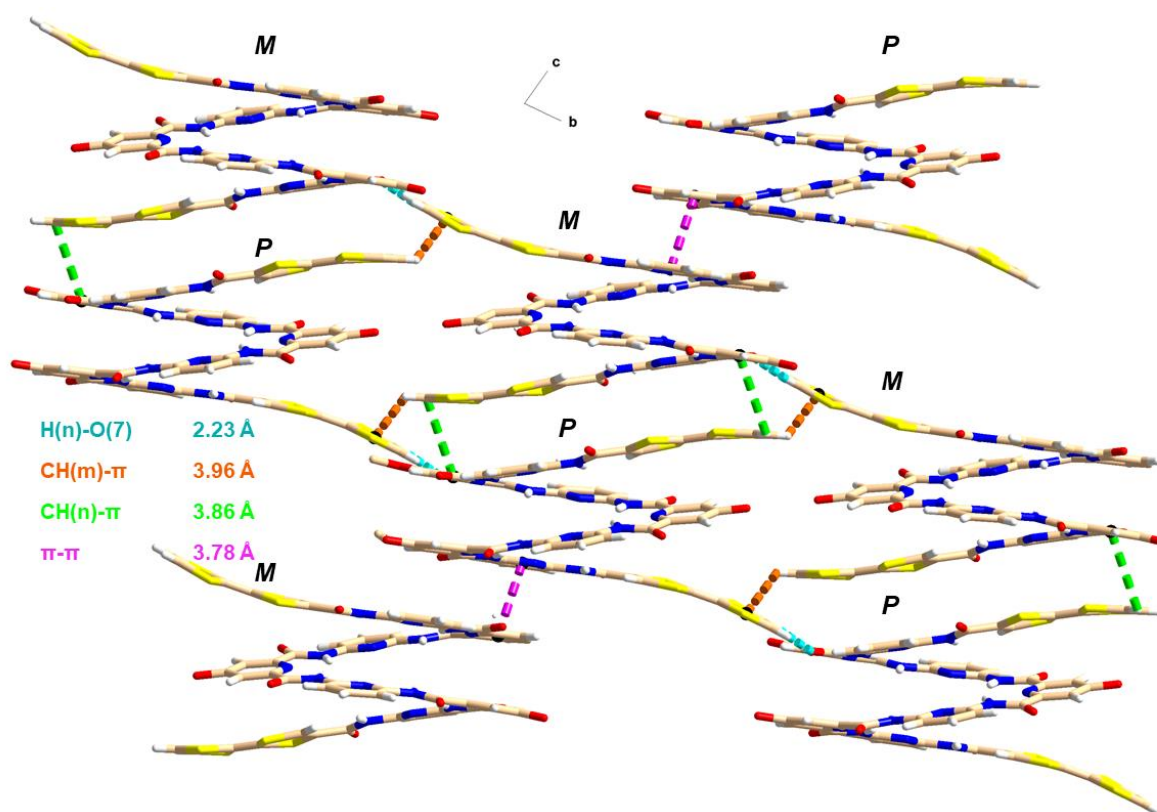 M
P
c
b
M
P
M
H(n)-O(7) 2.23 Å
P
CH(m)-π 3.96 Å
CH(n)-π 3.86 Å
π-π 3.78 Å
M
P